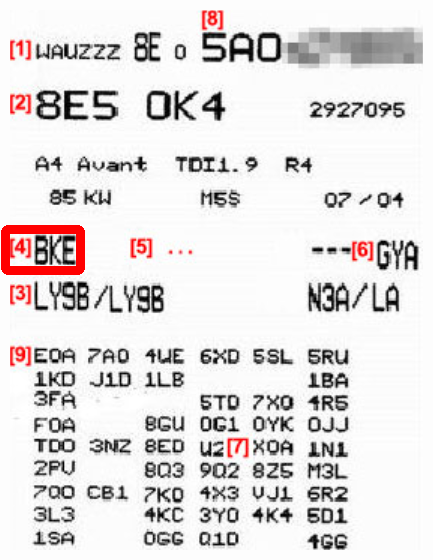 [8]
[1] WAUZZZ 8E 0 5A0
[2] 8E5 0K4 2927095
A4 Avant TDI1.9 R4
85 KW M5S 07/04
[4] BKE [5] ... ---[6] GYA
[3] LY9B/LY9B N3A/LA
[9] E0A 7A0 4UE 6XD 5SL 5RU
1KD J1D 1LB 1BA
3FA 5TD 7X0 4R5
F0A 8GU 0G1 0YK 0JJ
TD0 3NZ 8ED U2[7] X0A 1N1
2PU 8Q3 9Q2 8Z5 M3L
7Q0 CB1 7K0 4X3 VJ1 6R2
3L3 4KC 3Y0 4K4 5D1
1SA 0GG Q1D 4GG